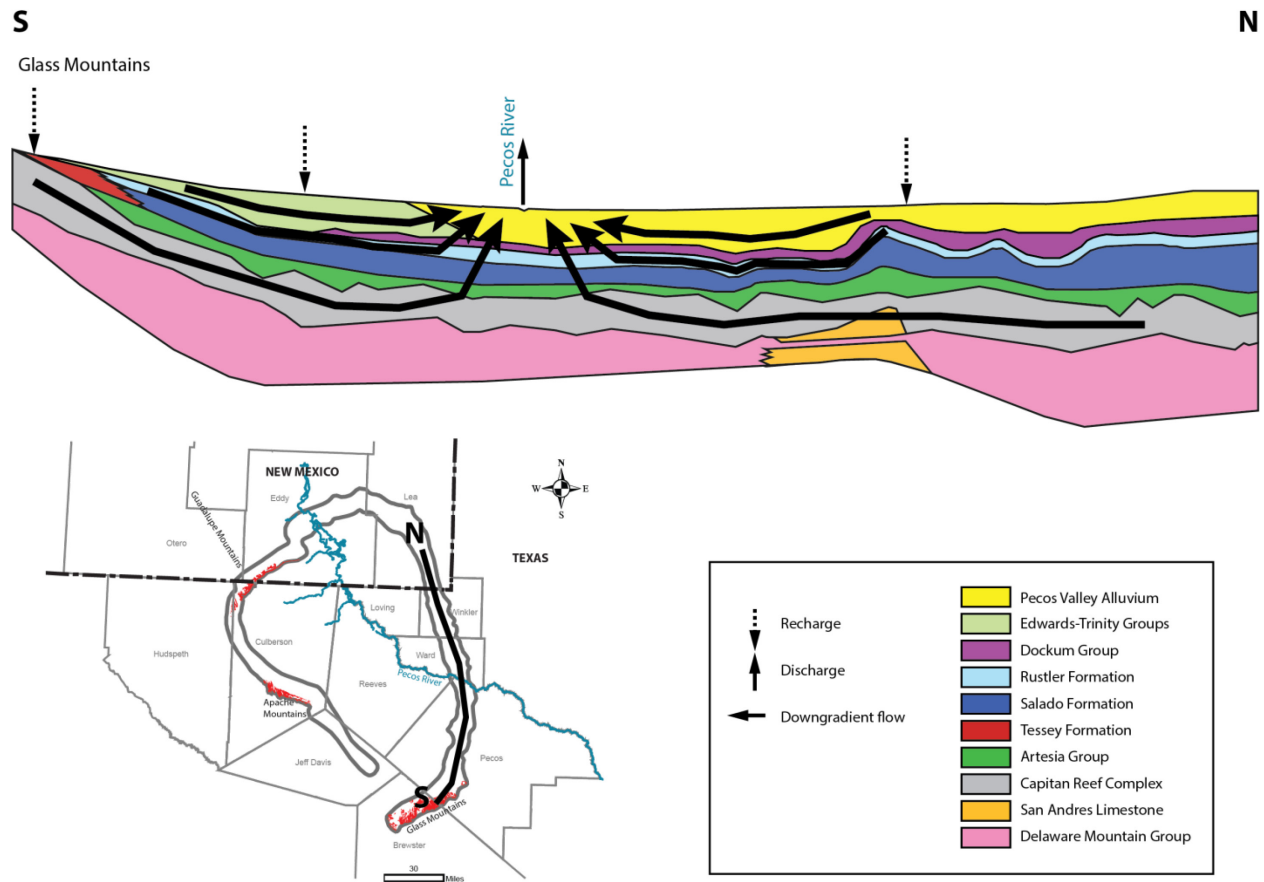 S
N
Glass Mountains
Pecos River
NEW MEXICO
Eddy
Lea
Guadalupe Mountains
Otero
N
N
W
E
S
TEXAS
Loving
Winkler
Hudspeth
Culberson
Ward
Pecos River
Reeves
Apache
Mountains
Jeff Davis
Pecos
S
Glass Mountains
Brewster
30
Miles
Recharge
Discharge
Downgradient flow
Pecos Valley Alluvium
Edwards-Trinity Groups
Dockum Group
Rustler Formation
Salado Formation
Tessey Formation
Artesia Group
Capitan Reef Complex
San Andres Limestone
Delaware Mountain Group